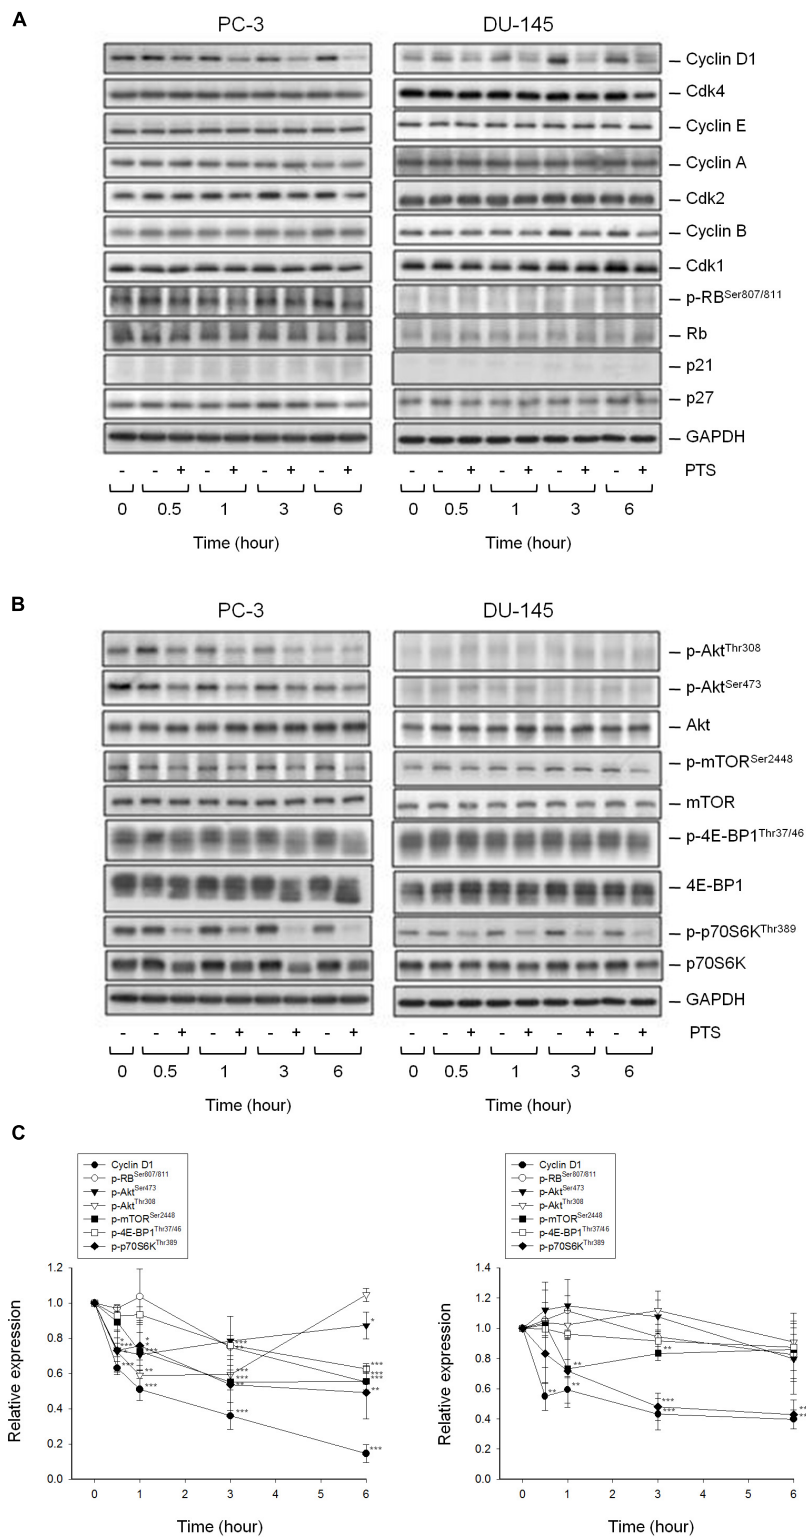 A
PC-3 DU-145
Cyclin D1
Cdk4
Cyclin E
Cyclin A
Cdk2
Cyclin B
Cdk1
p-RBSer807/811
Rb
p21
p27
GAPDH
- - + - + - + - + - - + - + - + - + PTS
0 0.5 1 3 6 0 0.5 1 3 6
Time (hour) Time (hour)
B
PC-3 DU-145
p-AktThr308
p-AktSer473
Akt
p-mTORSer2448
mTOR
p-4E-BP1Thr37/46
4E-BP1
p-p70S6KThr389
p70S6K
GAPDH
- - + - + - + - + - - + - + - + - + PTS
0 0.5 1 3 6 0 0.5 1 3 6
Time (hour) Time (hour)
C
Cyclin D1
p-RBSer807/811
p-AktSer473
p-AktThr308
p-mTORSer2448
p-4E-BP1Thr37/46
p-p70S6KThr389
1.2
1.0
0.8
0.6
0.4
0.2
0.0
0 1 2 3 4 5 6
Relative expression
Time (hour)
Cyclin D1
p-RBSer807/811
p-AktSer473
p-AktThr308
p-mTORSer2448
p-4E-BP1Thr37/46
p-p70S6KThr389
1.4
1.2
1.0
0.8
0.6
0.4
0.2
0.0
0 1 2 3 4 5 6
Relative expression
Time (hour)